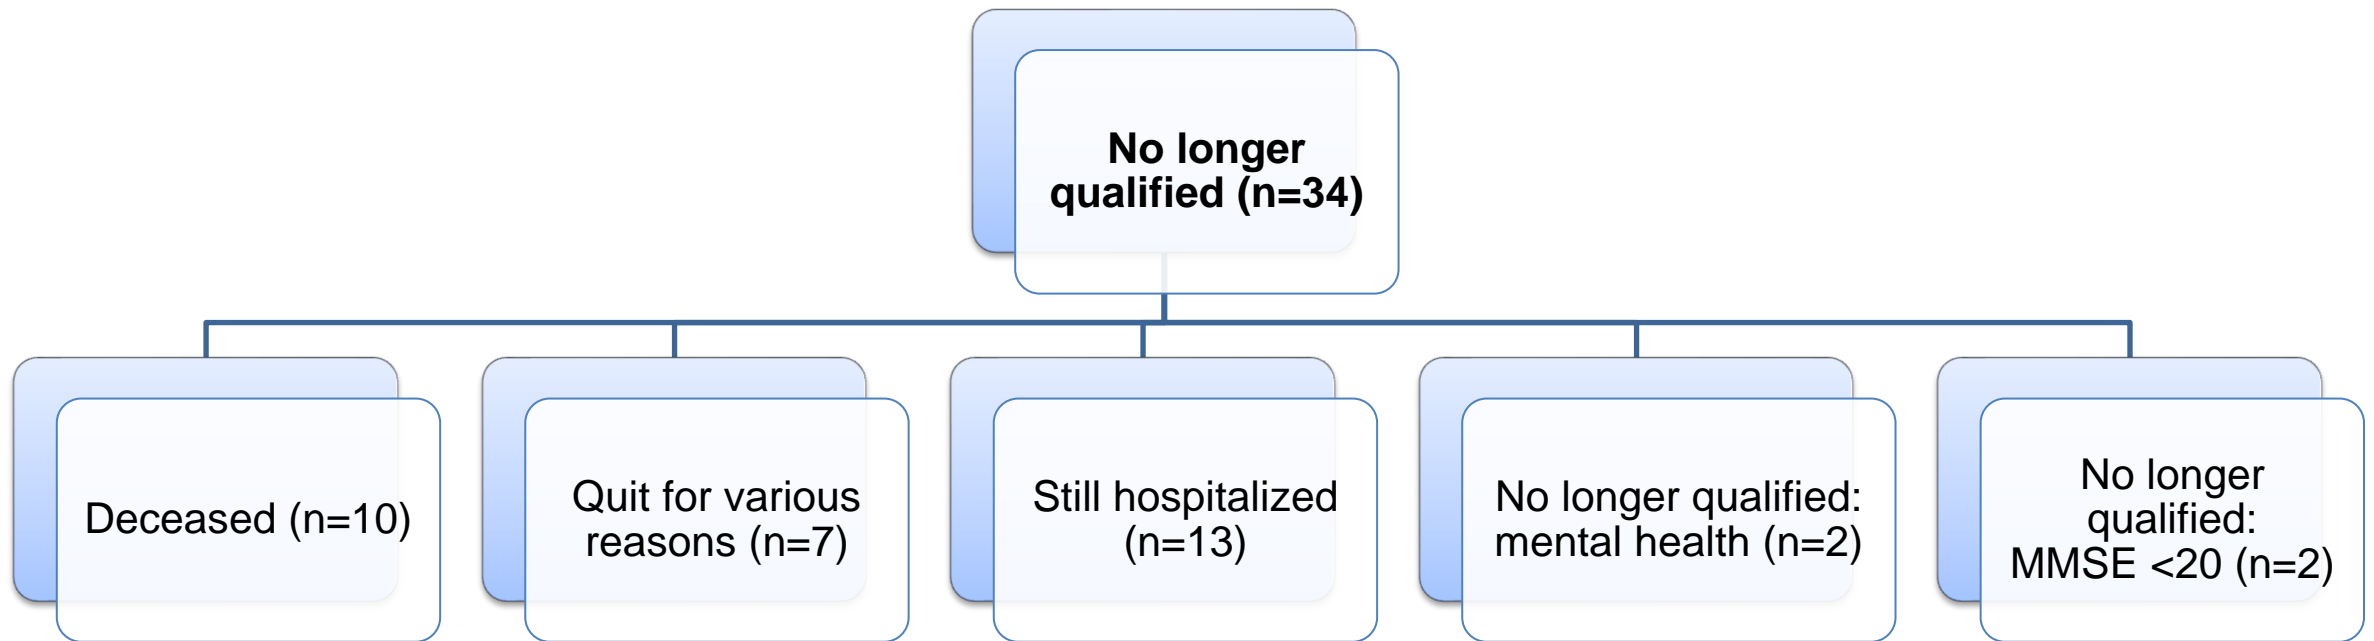 No longer
qualified (n=34)
Deceased (n=10)
Quit for various
reasons (n=7)
Still hospitalized
(n=13)
No longer qualified:
mental health (n=2)
No longer
qualified:
MMSE <20 (n=2)